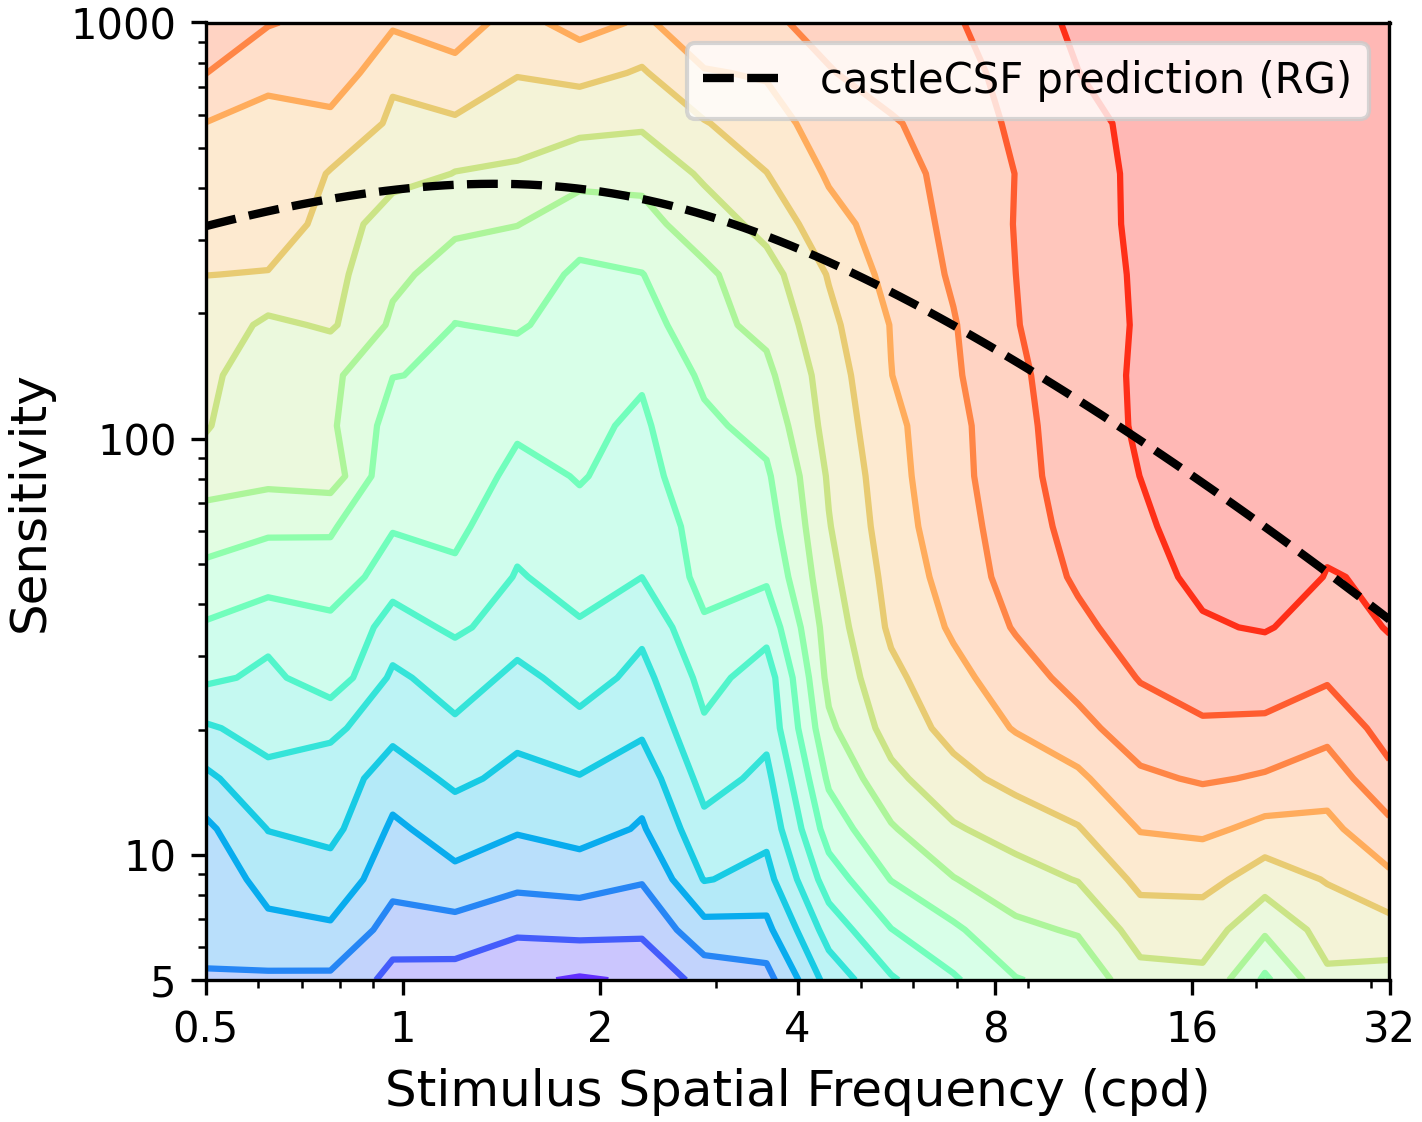 1000
castleCSF prediction (RG)
Sensitivity
100
10
5
0.5 1 2 4 8 16 32
Stimulus Spatial Frequency (cpd)